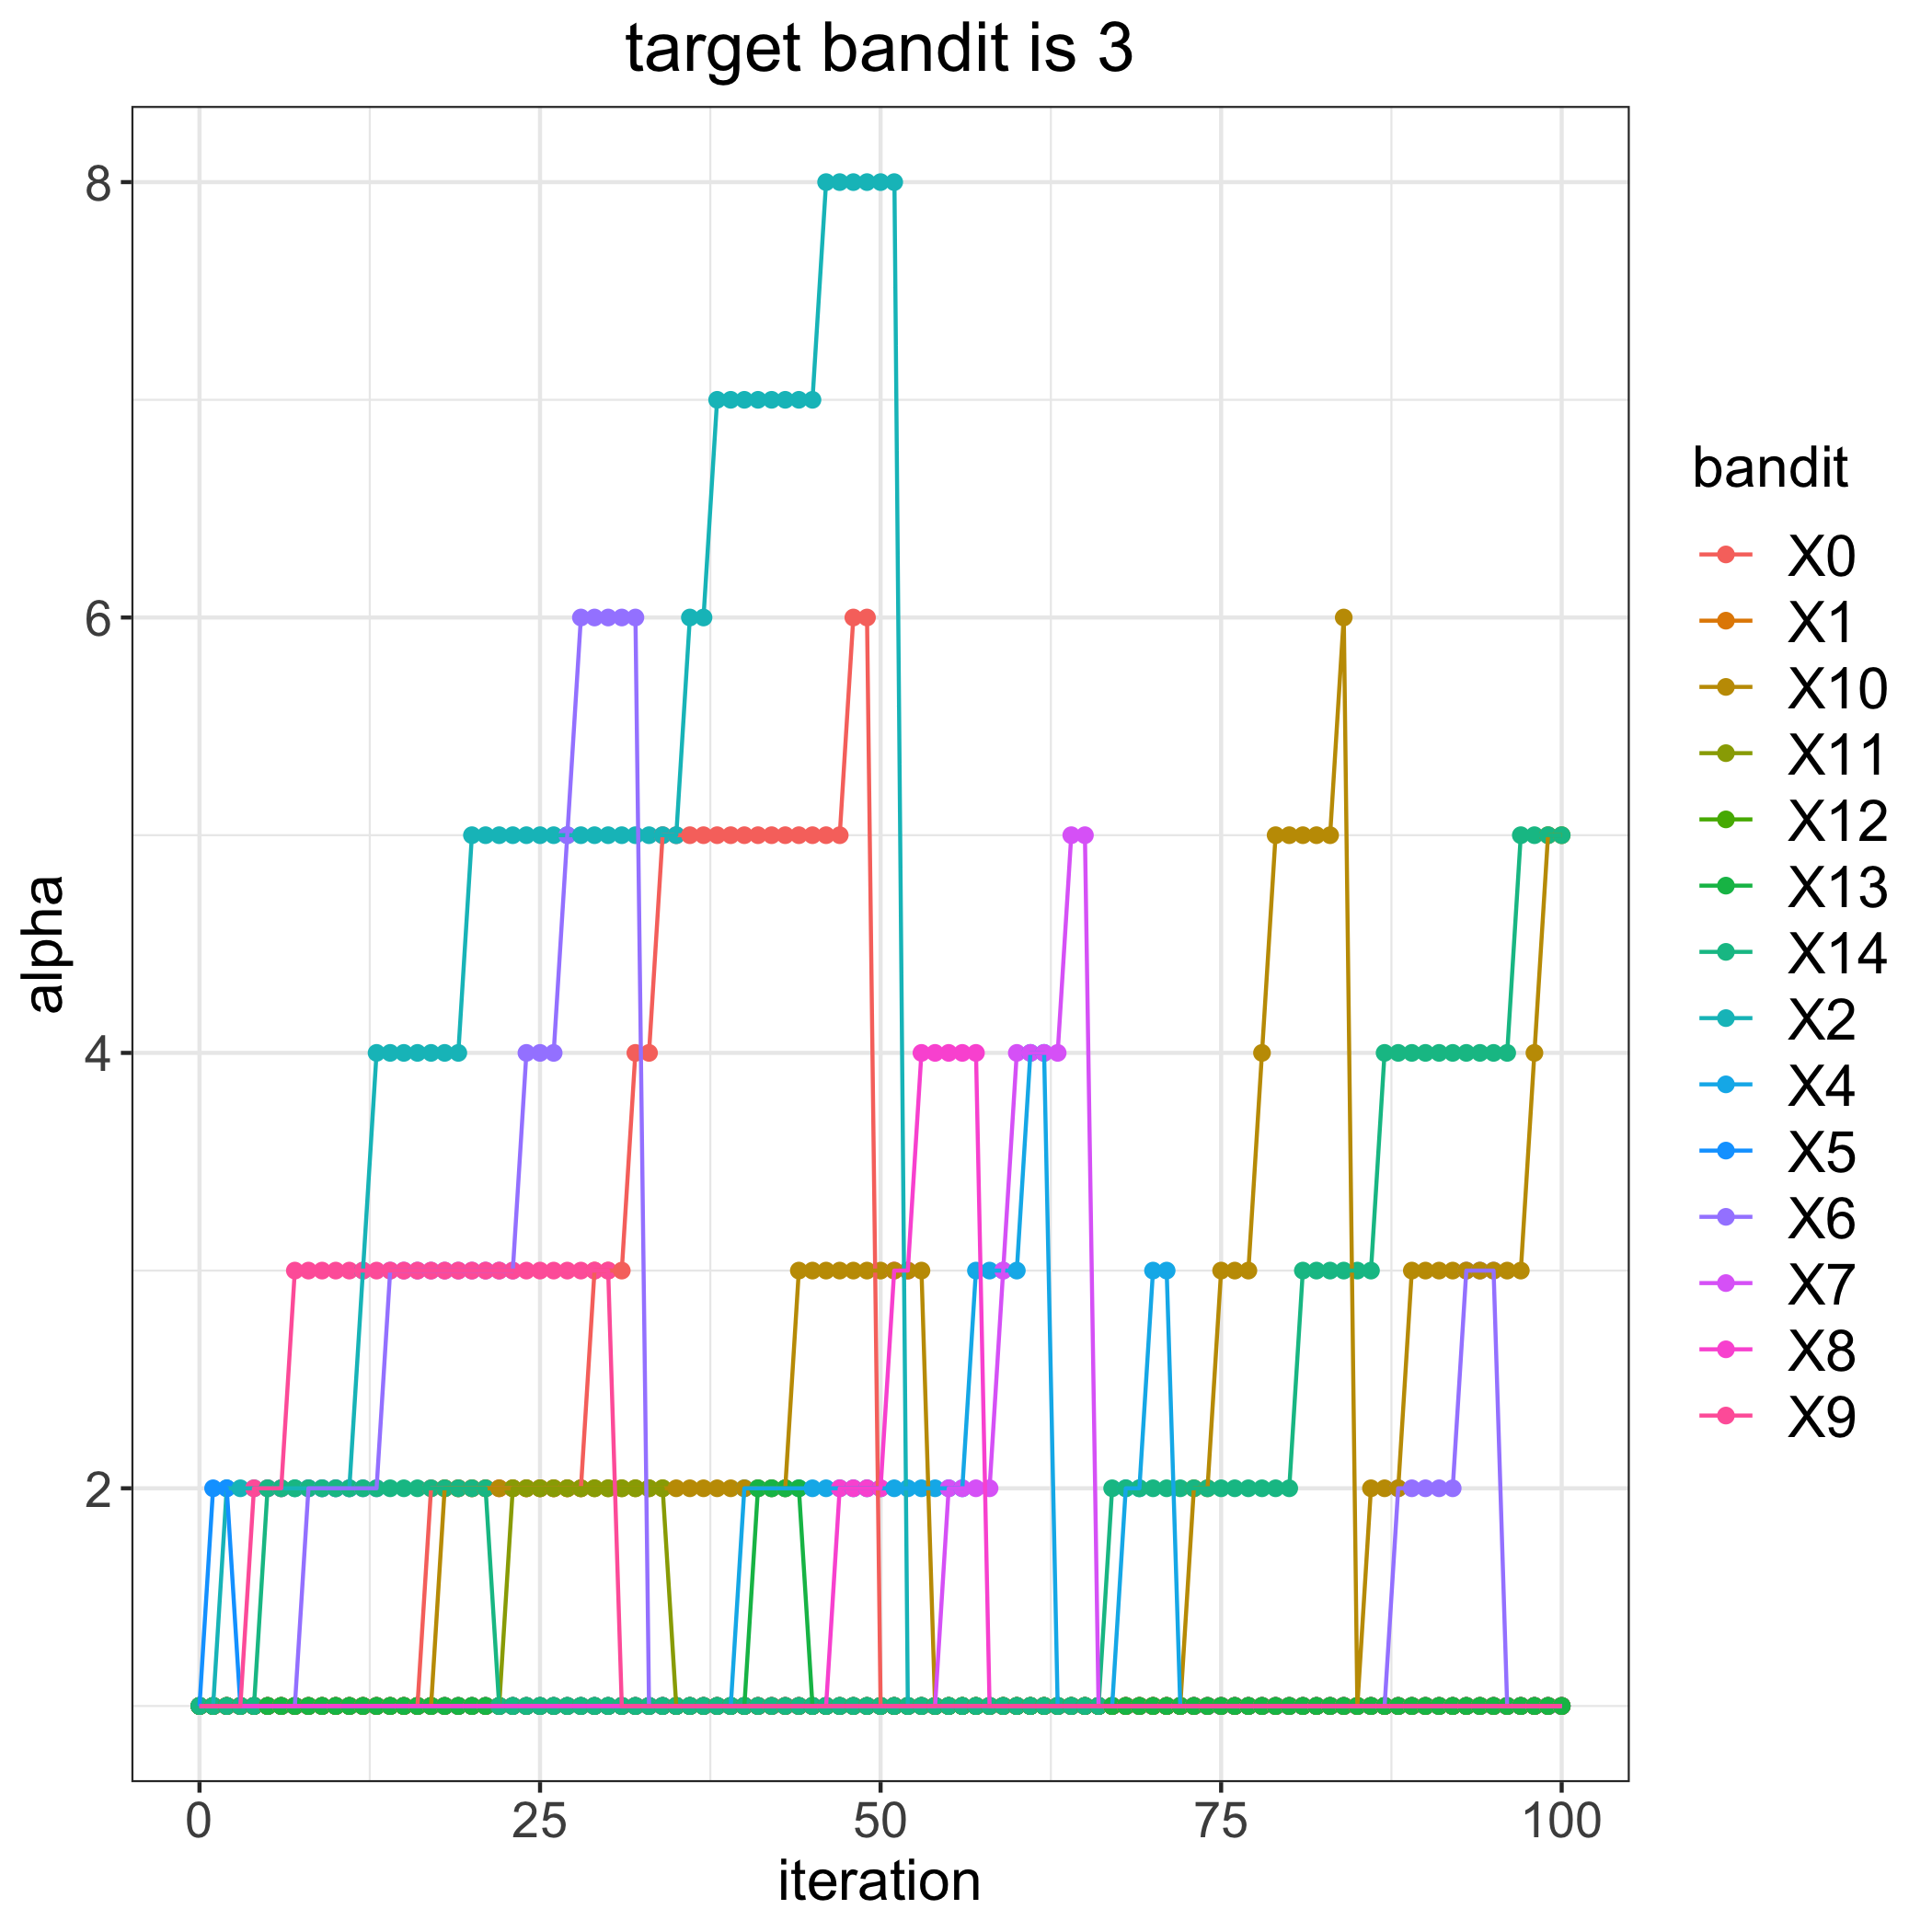 target bandit is 3
8
6
4
2
alpha
0 25 50 75 100
iteration
bandit
X0
X1
X10
X11
X12
X13
X14
X2
X4
X5
X6
X7
X8
X9